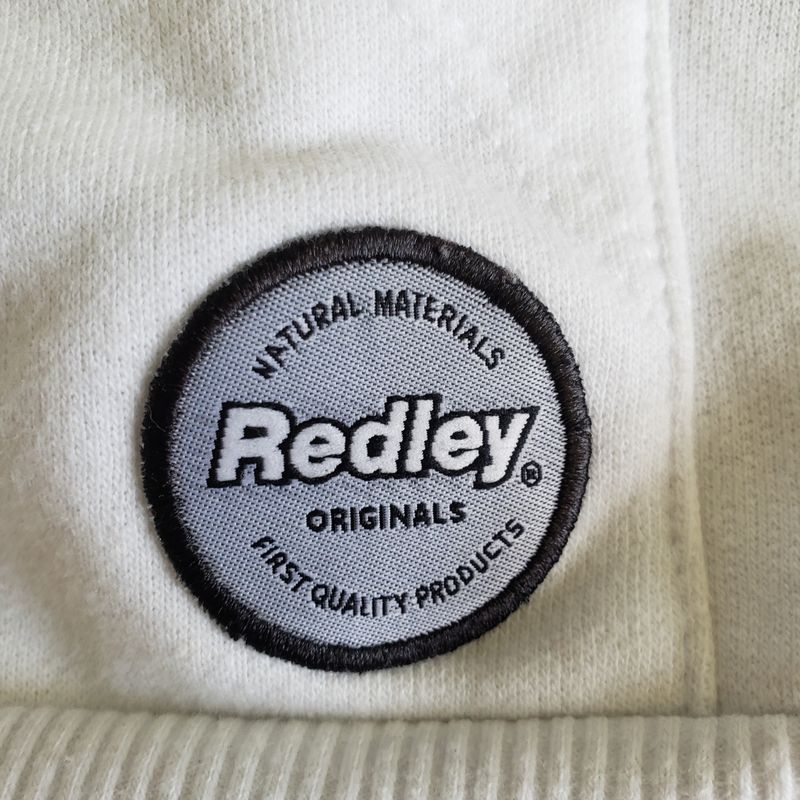 NATURAL MATERIALS
Redley®
ORIGINALS
FIRST QUALITY PRODUCTS